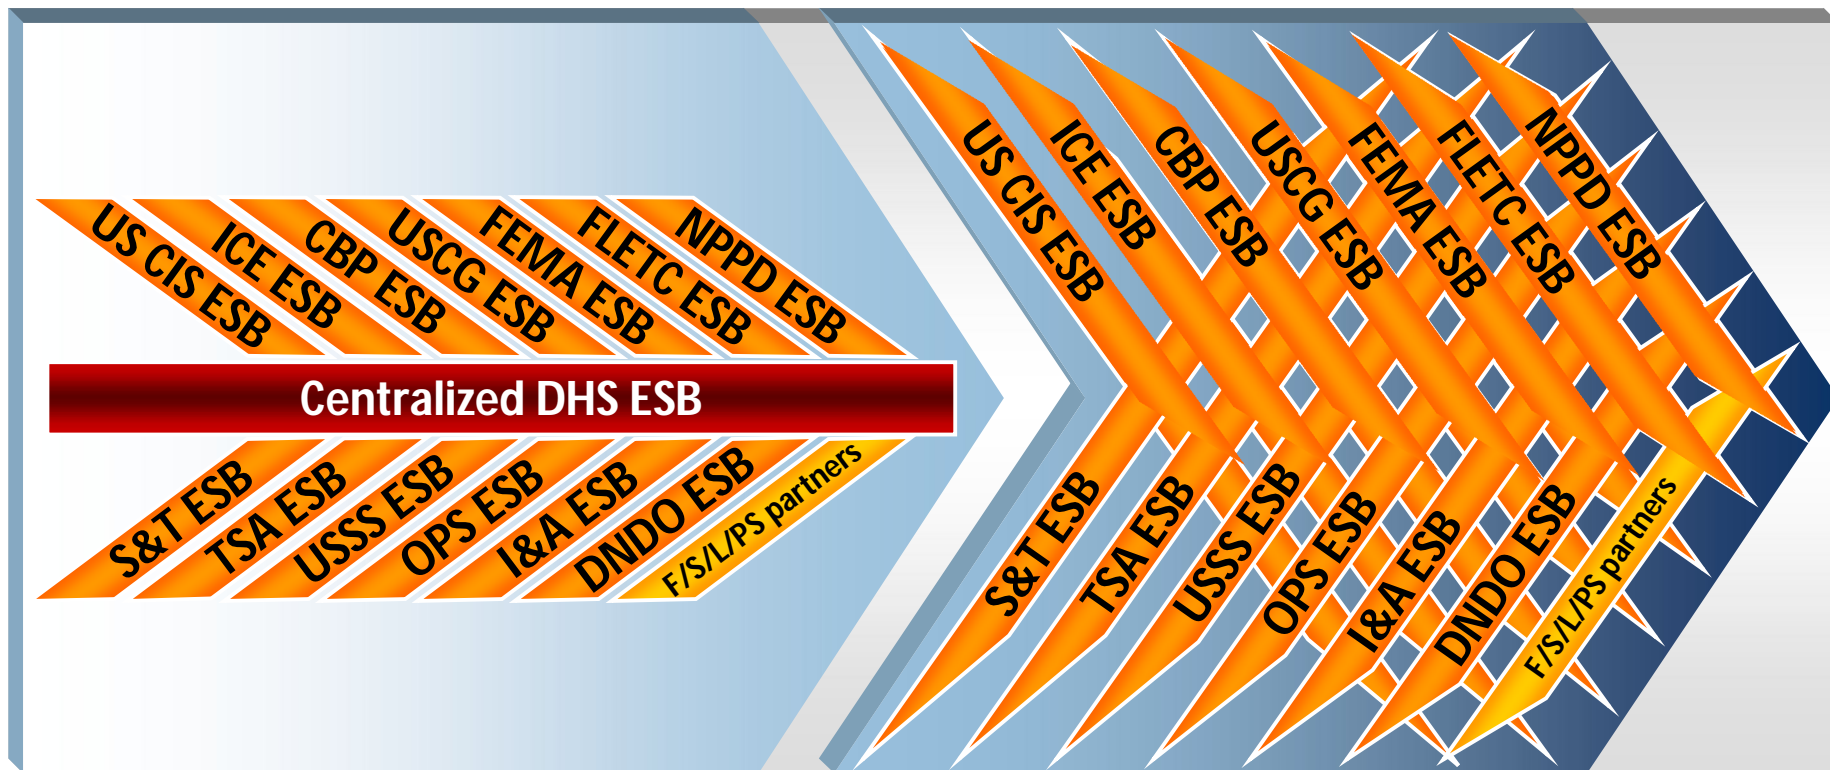 US CIS ESB
ICE ESB
CBP ESB
USCG ESB
FEMA ESB
FLETC ESB
NPPD ESB
Centralized DHS ESB
S&T ESB
TSA ESB
USSS ESB
OPS ESB
I&A ESB
DNDO ESB
F/S/L/PS partners
US CIS ESB
ICE ESB
CBP ESB
USCG ESB
FEMA ESB
FLETC ESB
NPPD ESB
S&T ESB
TSA ESB
USSS ESB
OPS ESB
I&A ESB
DNDO ESB
F/S/L/PS partners